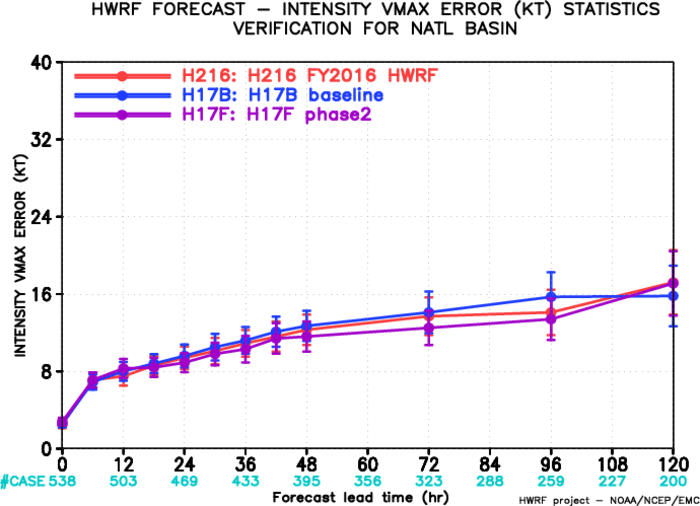 HWRF FORECAST – INTENSITY VMAX ERROR (KT) STATISTICS
VERIFICATION FOR NATL BASIN
H216: H216 FY2016 HWRF
H17B: H17B baseline
H17F: H17F phase2
INTENSITY VMAX ERROR (KT)
40
32
24
16
8
0
0 12 24 36 48 60 72 84 96 108 120
#CASE 538 503 469 433 395 356 323 288 259 227 200
Forecast lead time (hr)
HWRF project – NOAA/NCEP/EMC